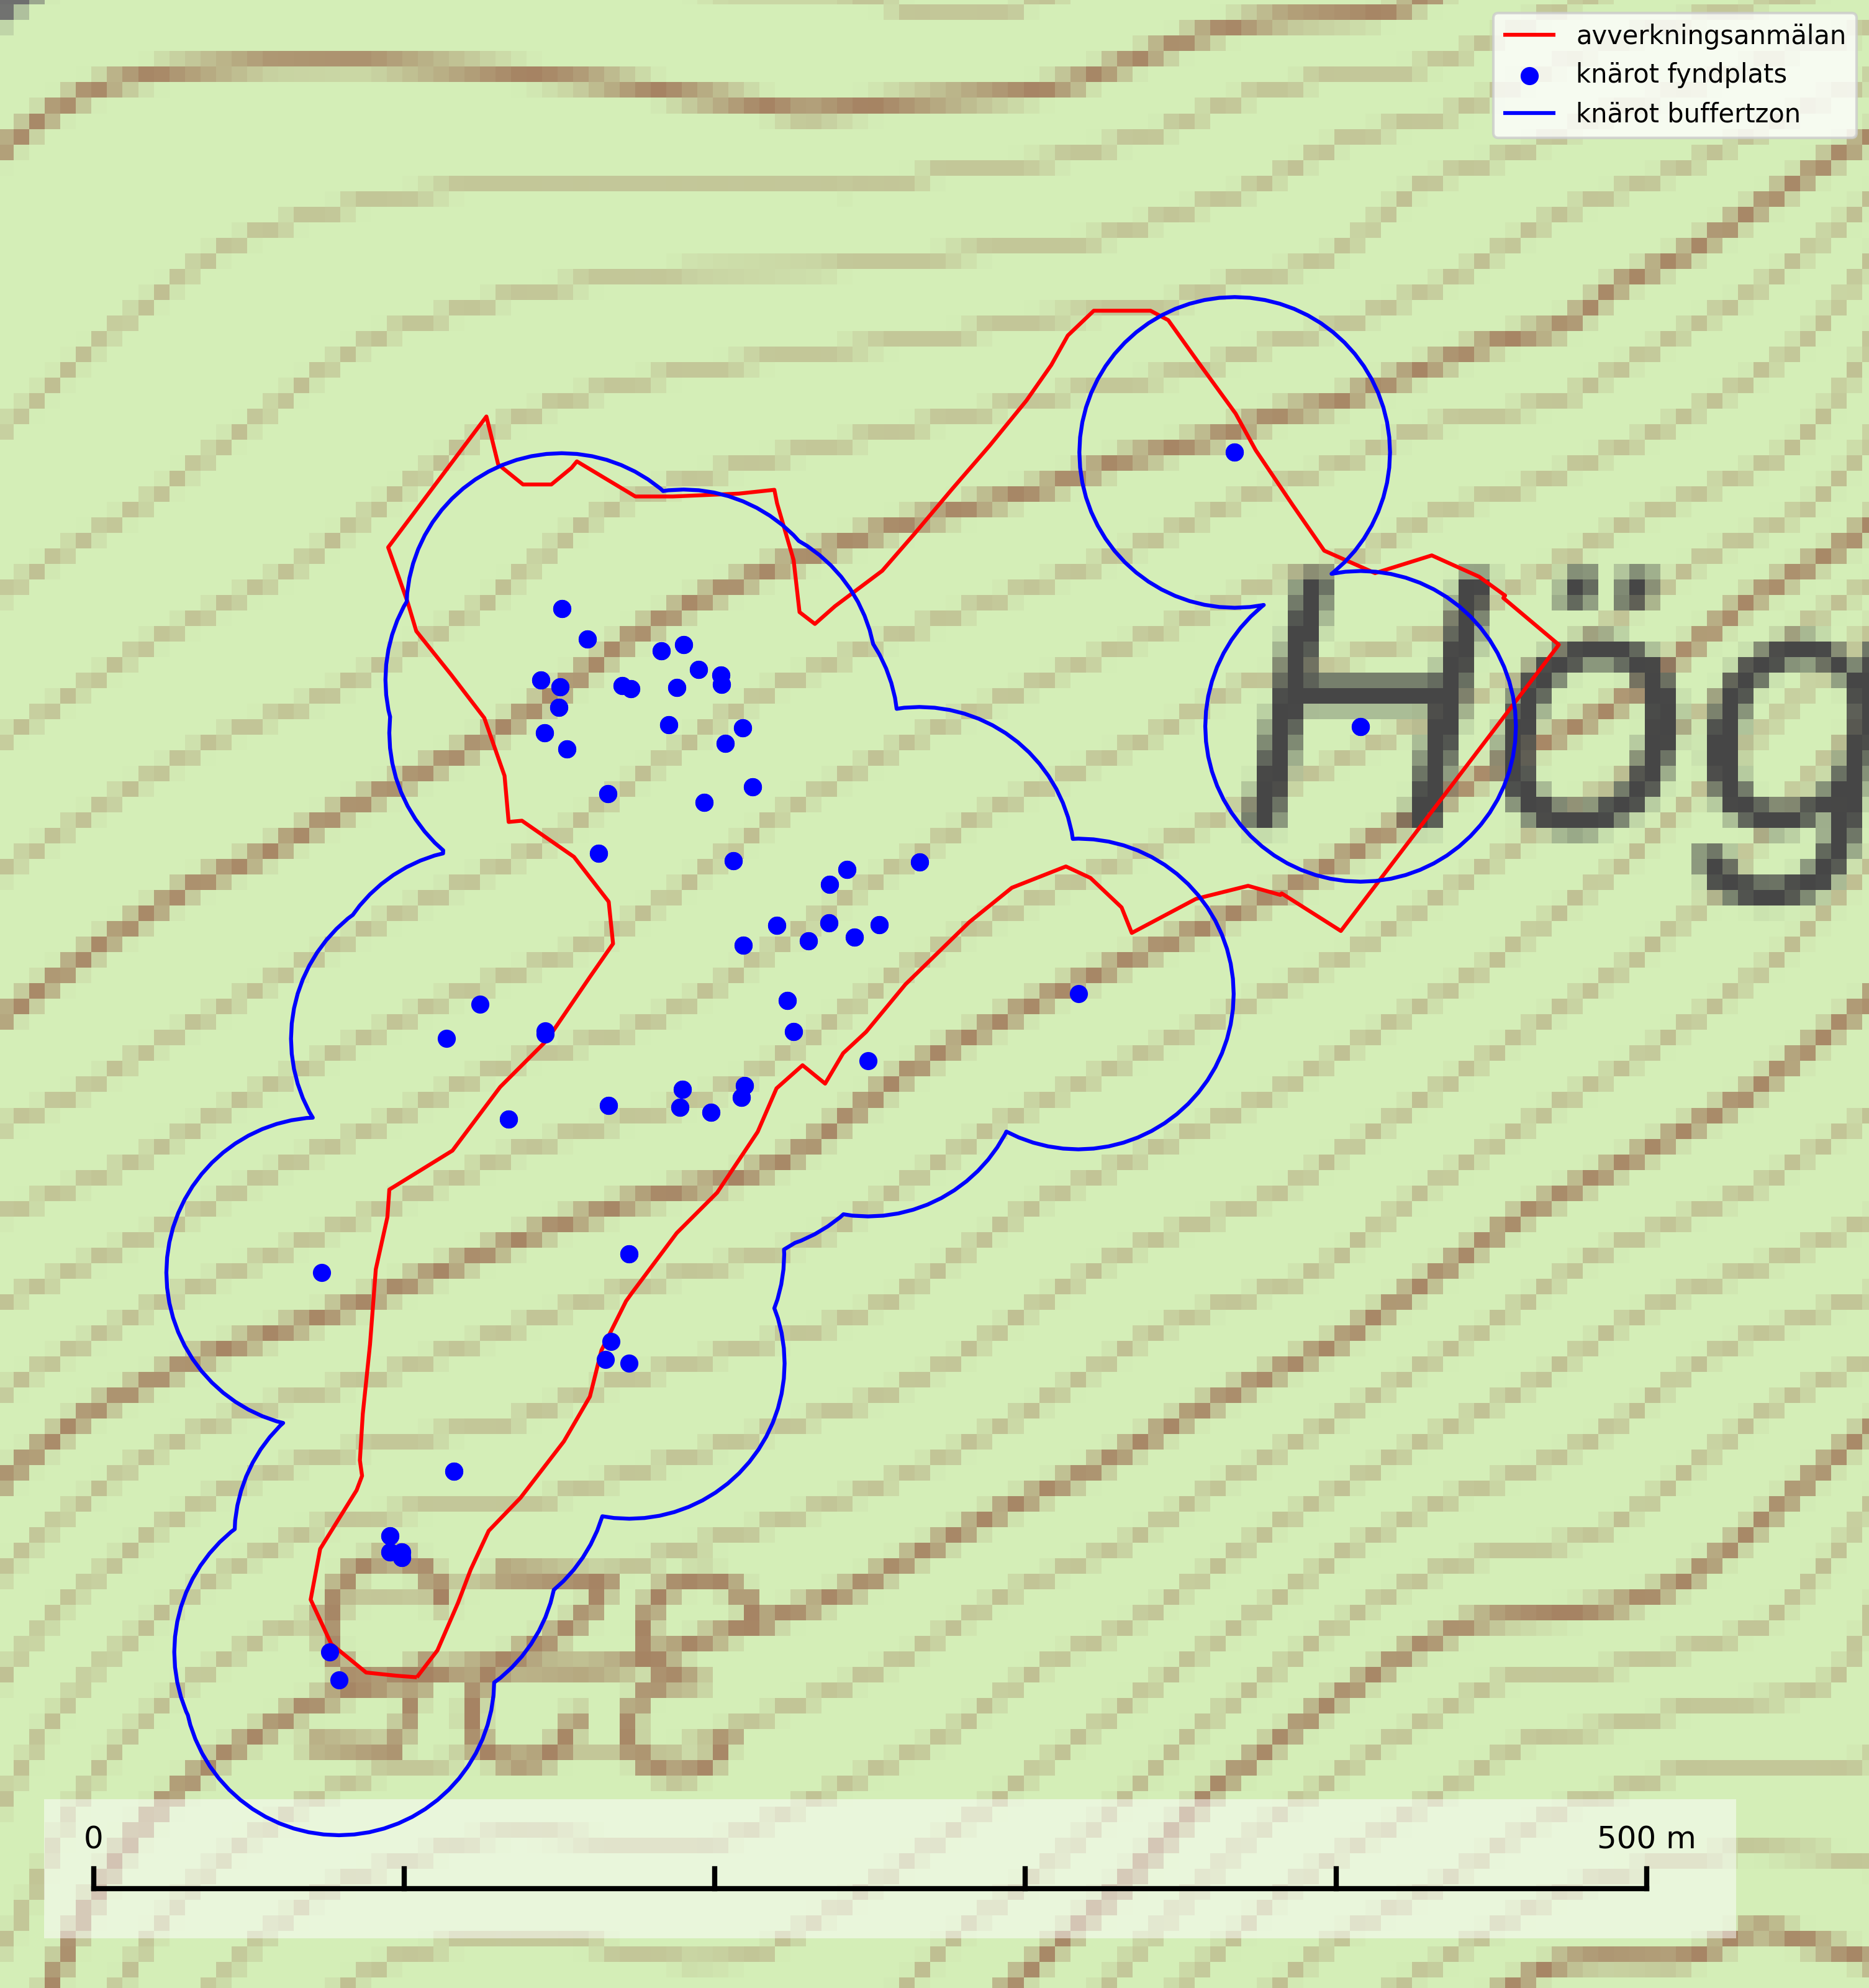 avverkningsanmälan
knärot fyndplats
knärot buffertzon
Hög
0
500 m